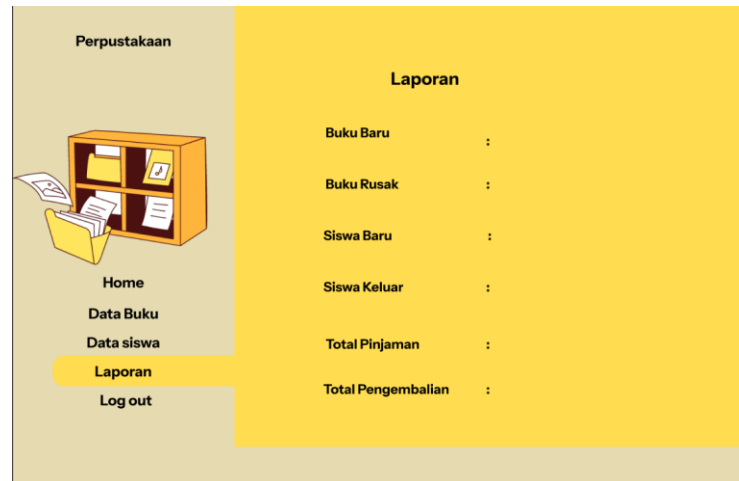 Perpustakaan
Home
Data Buku
Data siswa
Laporan
Log out
Laporan
Buku Baru :
Buku Rusak :
Siswa Baru :
Siswa Keluar :
Total Pinjaman :
Total Pengembalian :